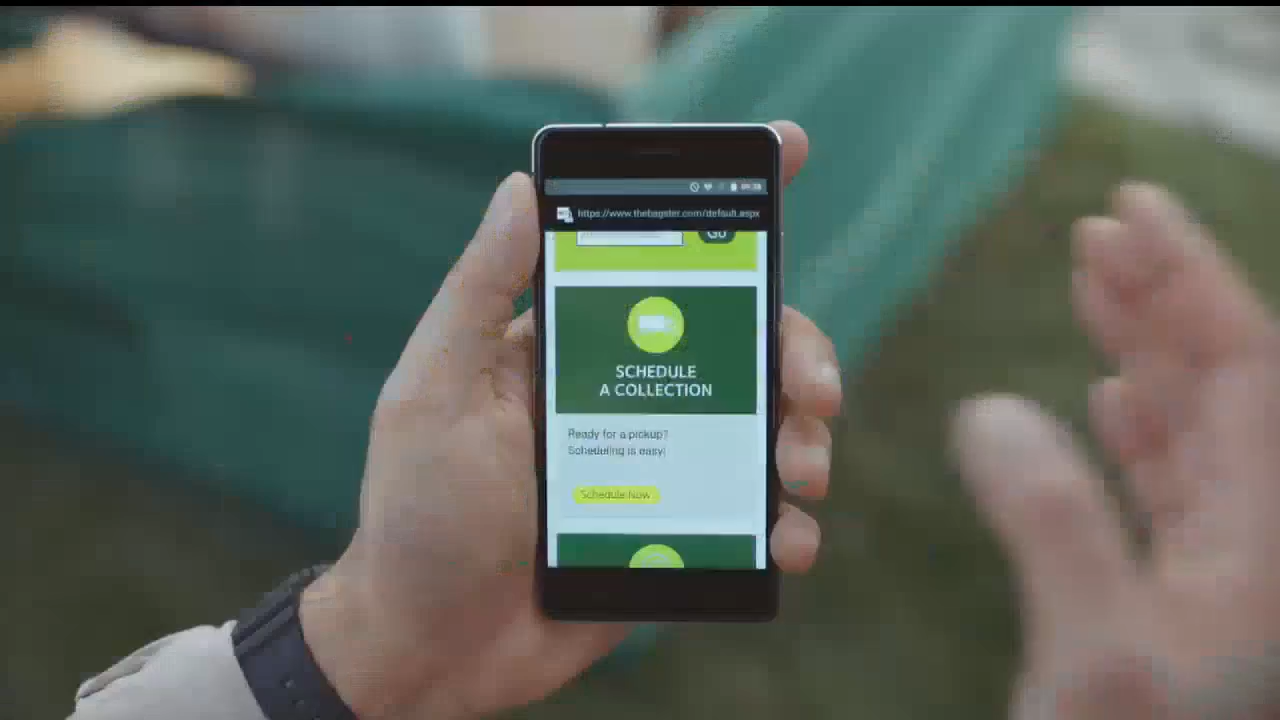 https://www.thebagster.com/default.aspx
Go
SCHEDULE
A COLLECTION
Ready for a pickup?
Scheduling is easy!
Schedule Now